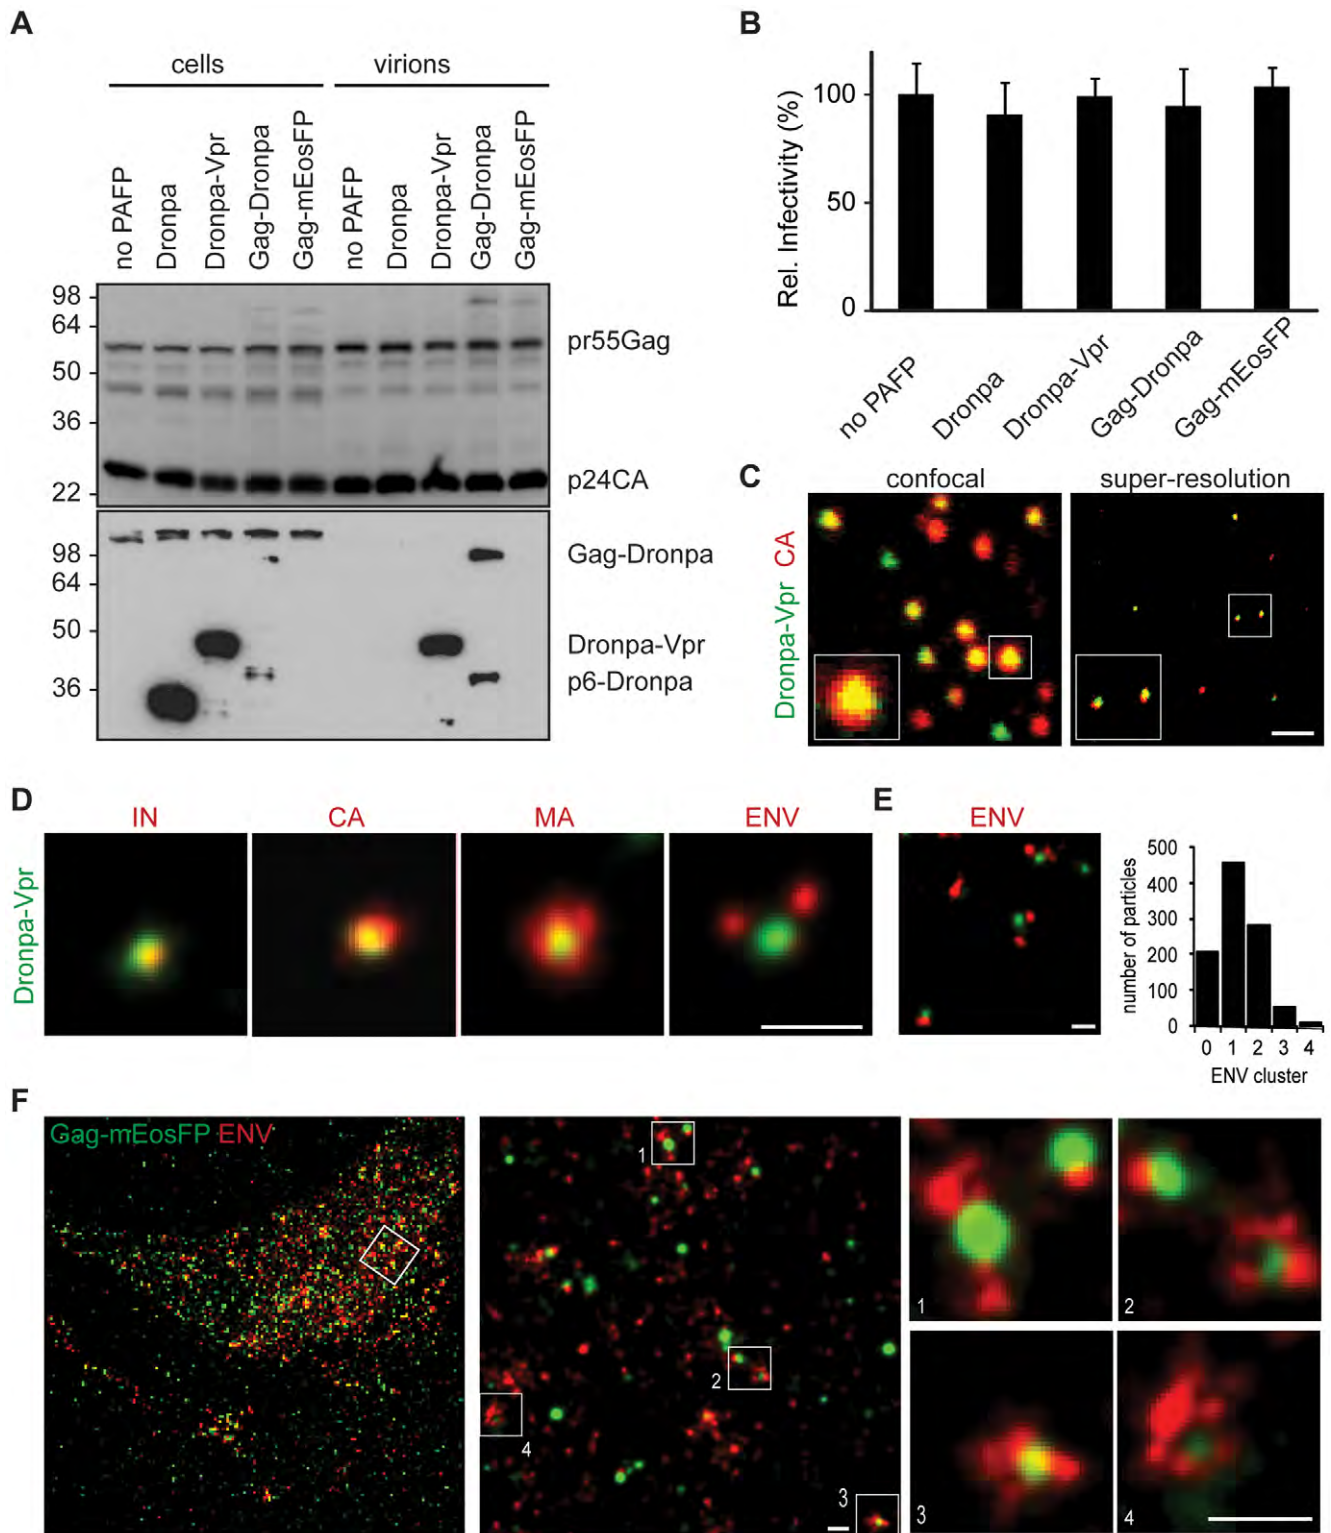 A
cells
virions
no PAFP
Dronpa
Dronpa-Vpr
Gag-Dronpa
Gag-mEosFP
no PAFP
Dronpa
Dronpa-Vpr
Gag-Dronpa
Gag-mEosFP
98
64
50
36
22
pr55Gag
p24CA
98
64
50
36
Gag-Dronpa
Dronpa-Vpr
p6-Dronpa
B
Rel. Infectivity (%)
100
50
0
no PAFP
Dronpa
Dronpa-Vpr
Gag-Dronpa
Gag-mEosFP
C
confocal
super-resolution
Dronpa-Vpr CA
D
IN
CA
MA
ENV
Dronpa-Vpr
E
ENV
number of particles
500
400
300
200
100
0
0 1 2 3 4
ENV cluster
F
Gag-mEosFP ENV
1
2
4
3
1
2
3
4